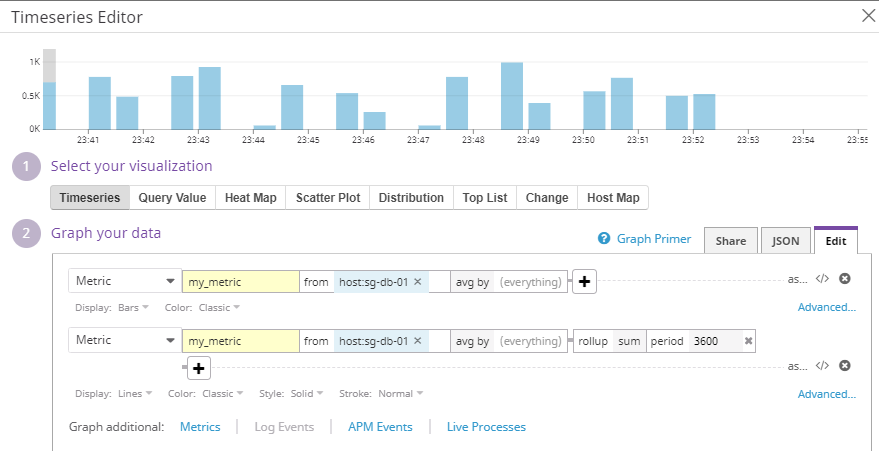 Timeseries Editor
1K
0.5K
0K
23:41 23:42 23:43 23:44 23:45 23:46 23:47 23:48 23:49 23:50 23:51 23:52 23:53 23:54 23:55
1 Select your visualization
Timeseries Query Value Heat Map Scatter Plot Distribution Top List Change Host Map
2 Graph your data
? Graph Primer Share JSON Edit
Metric my_metric from host:sg-db-01 × avg by (everything) + as... </>
Display: Bars Color: Classic Advanced...
Metric my_metric from host:sg-db-01 × avg by (everything) rollup sum period 3600 ×
+ as... </>
Display: Lines Color: Classic Style: Solid Stroke: Normal Advanced...
Graph additional: Metrics | Log Events | APM Events | Live Processes